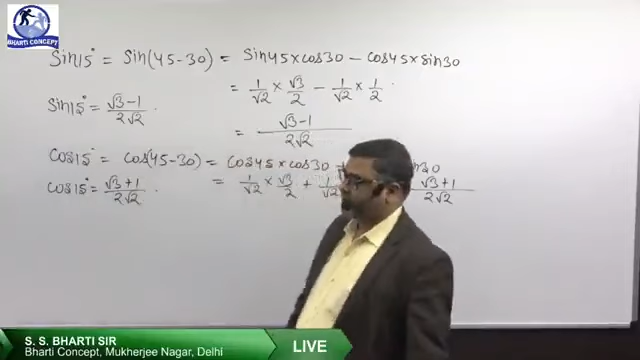 BHARTI CONCEPT
Sin15° = Sin(45-30) = Sin45×cos30 - cos45×sin30
= 1/√2 × √3/2 - 1/√2 × 1/2
Sin15° = √3-1/2√2
= √3-1/2√2
Cos15° = Cos(45-30) = Cos45×cos30
= 1/√2 × √3/2 + 1/√2
√3+1/2√2
Cos15° = √3+1/2√2
S. S. BHARTI SIR
Bharti Concept, Mukherjee Nagar, Delhi
LIVE